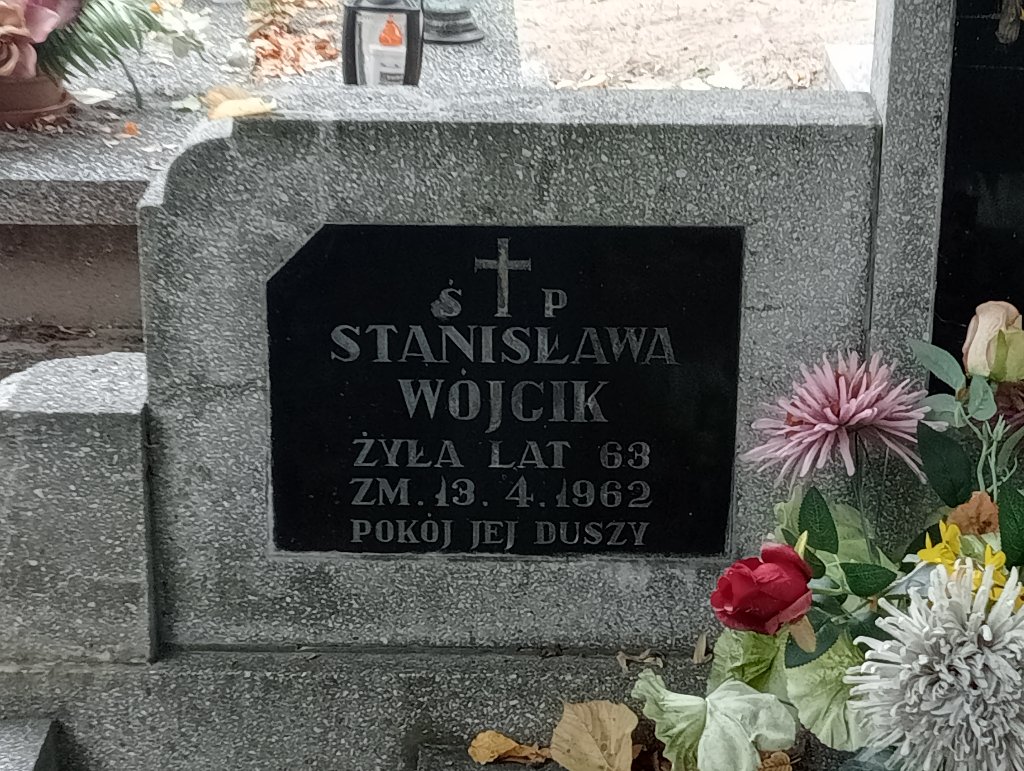 Ś P
STANISŁAWA
WÓJCIK
ŻYŁA LAT 63
ZM. 13. 4. 1962
POKÓJ JEJ DUSZY